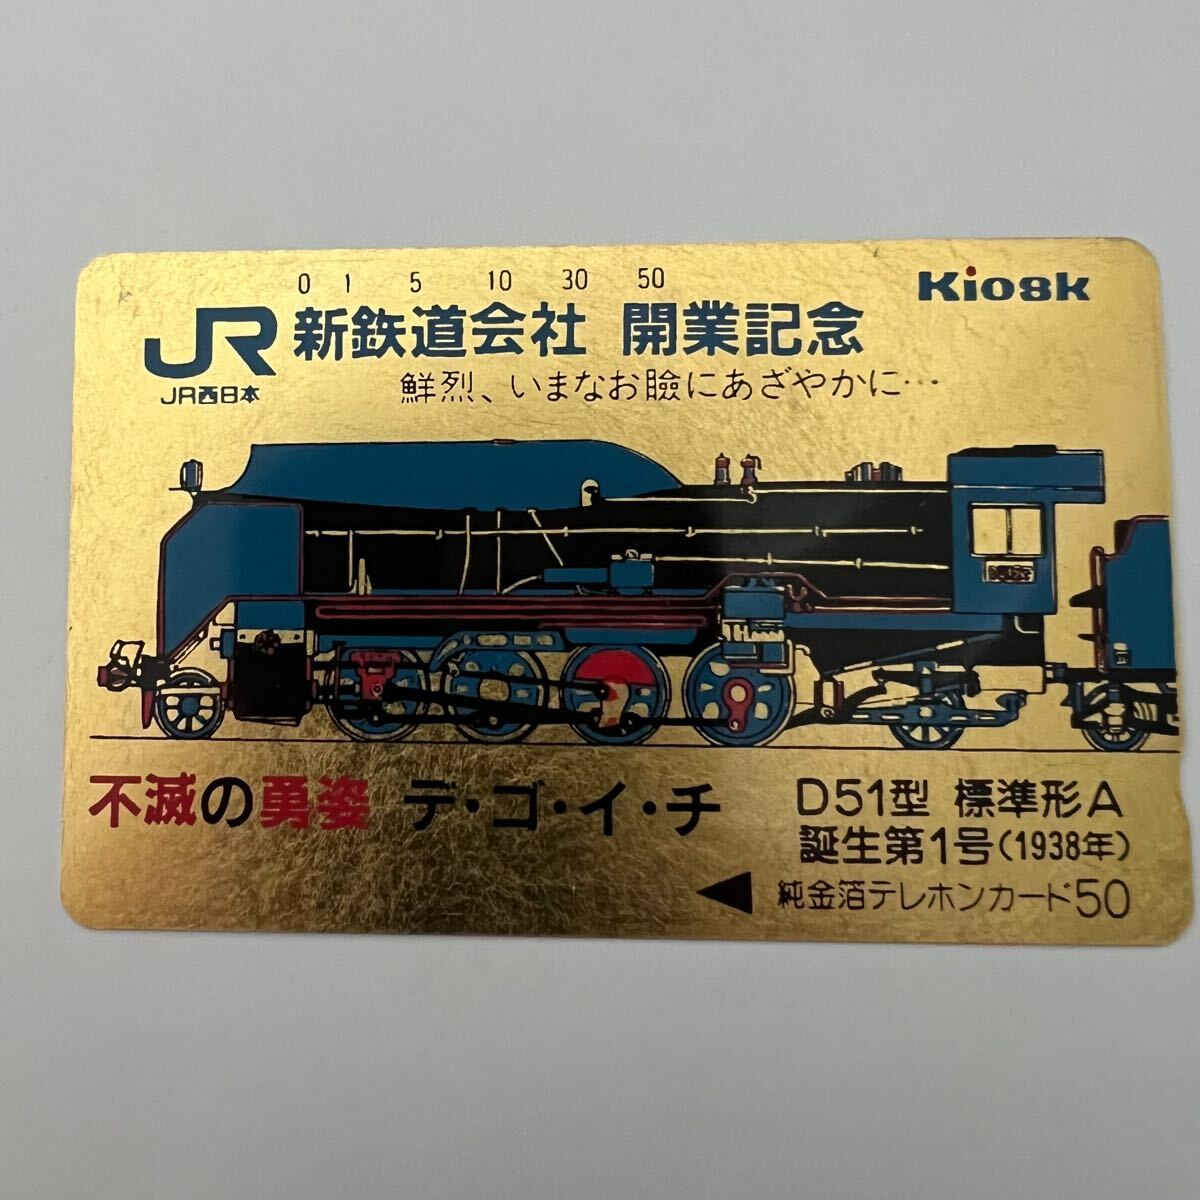 0 1 5 10 30 50
Kiosk
JR 新鉄道会社 開業記念
JR西日本
鮮烈、いまなお瞼にあざやかに…
不滅の勇姿 デ・ゴ・イ・チ
D51型 標準形A
誕生第1号(1938年)
純金箔テレホンカード50